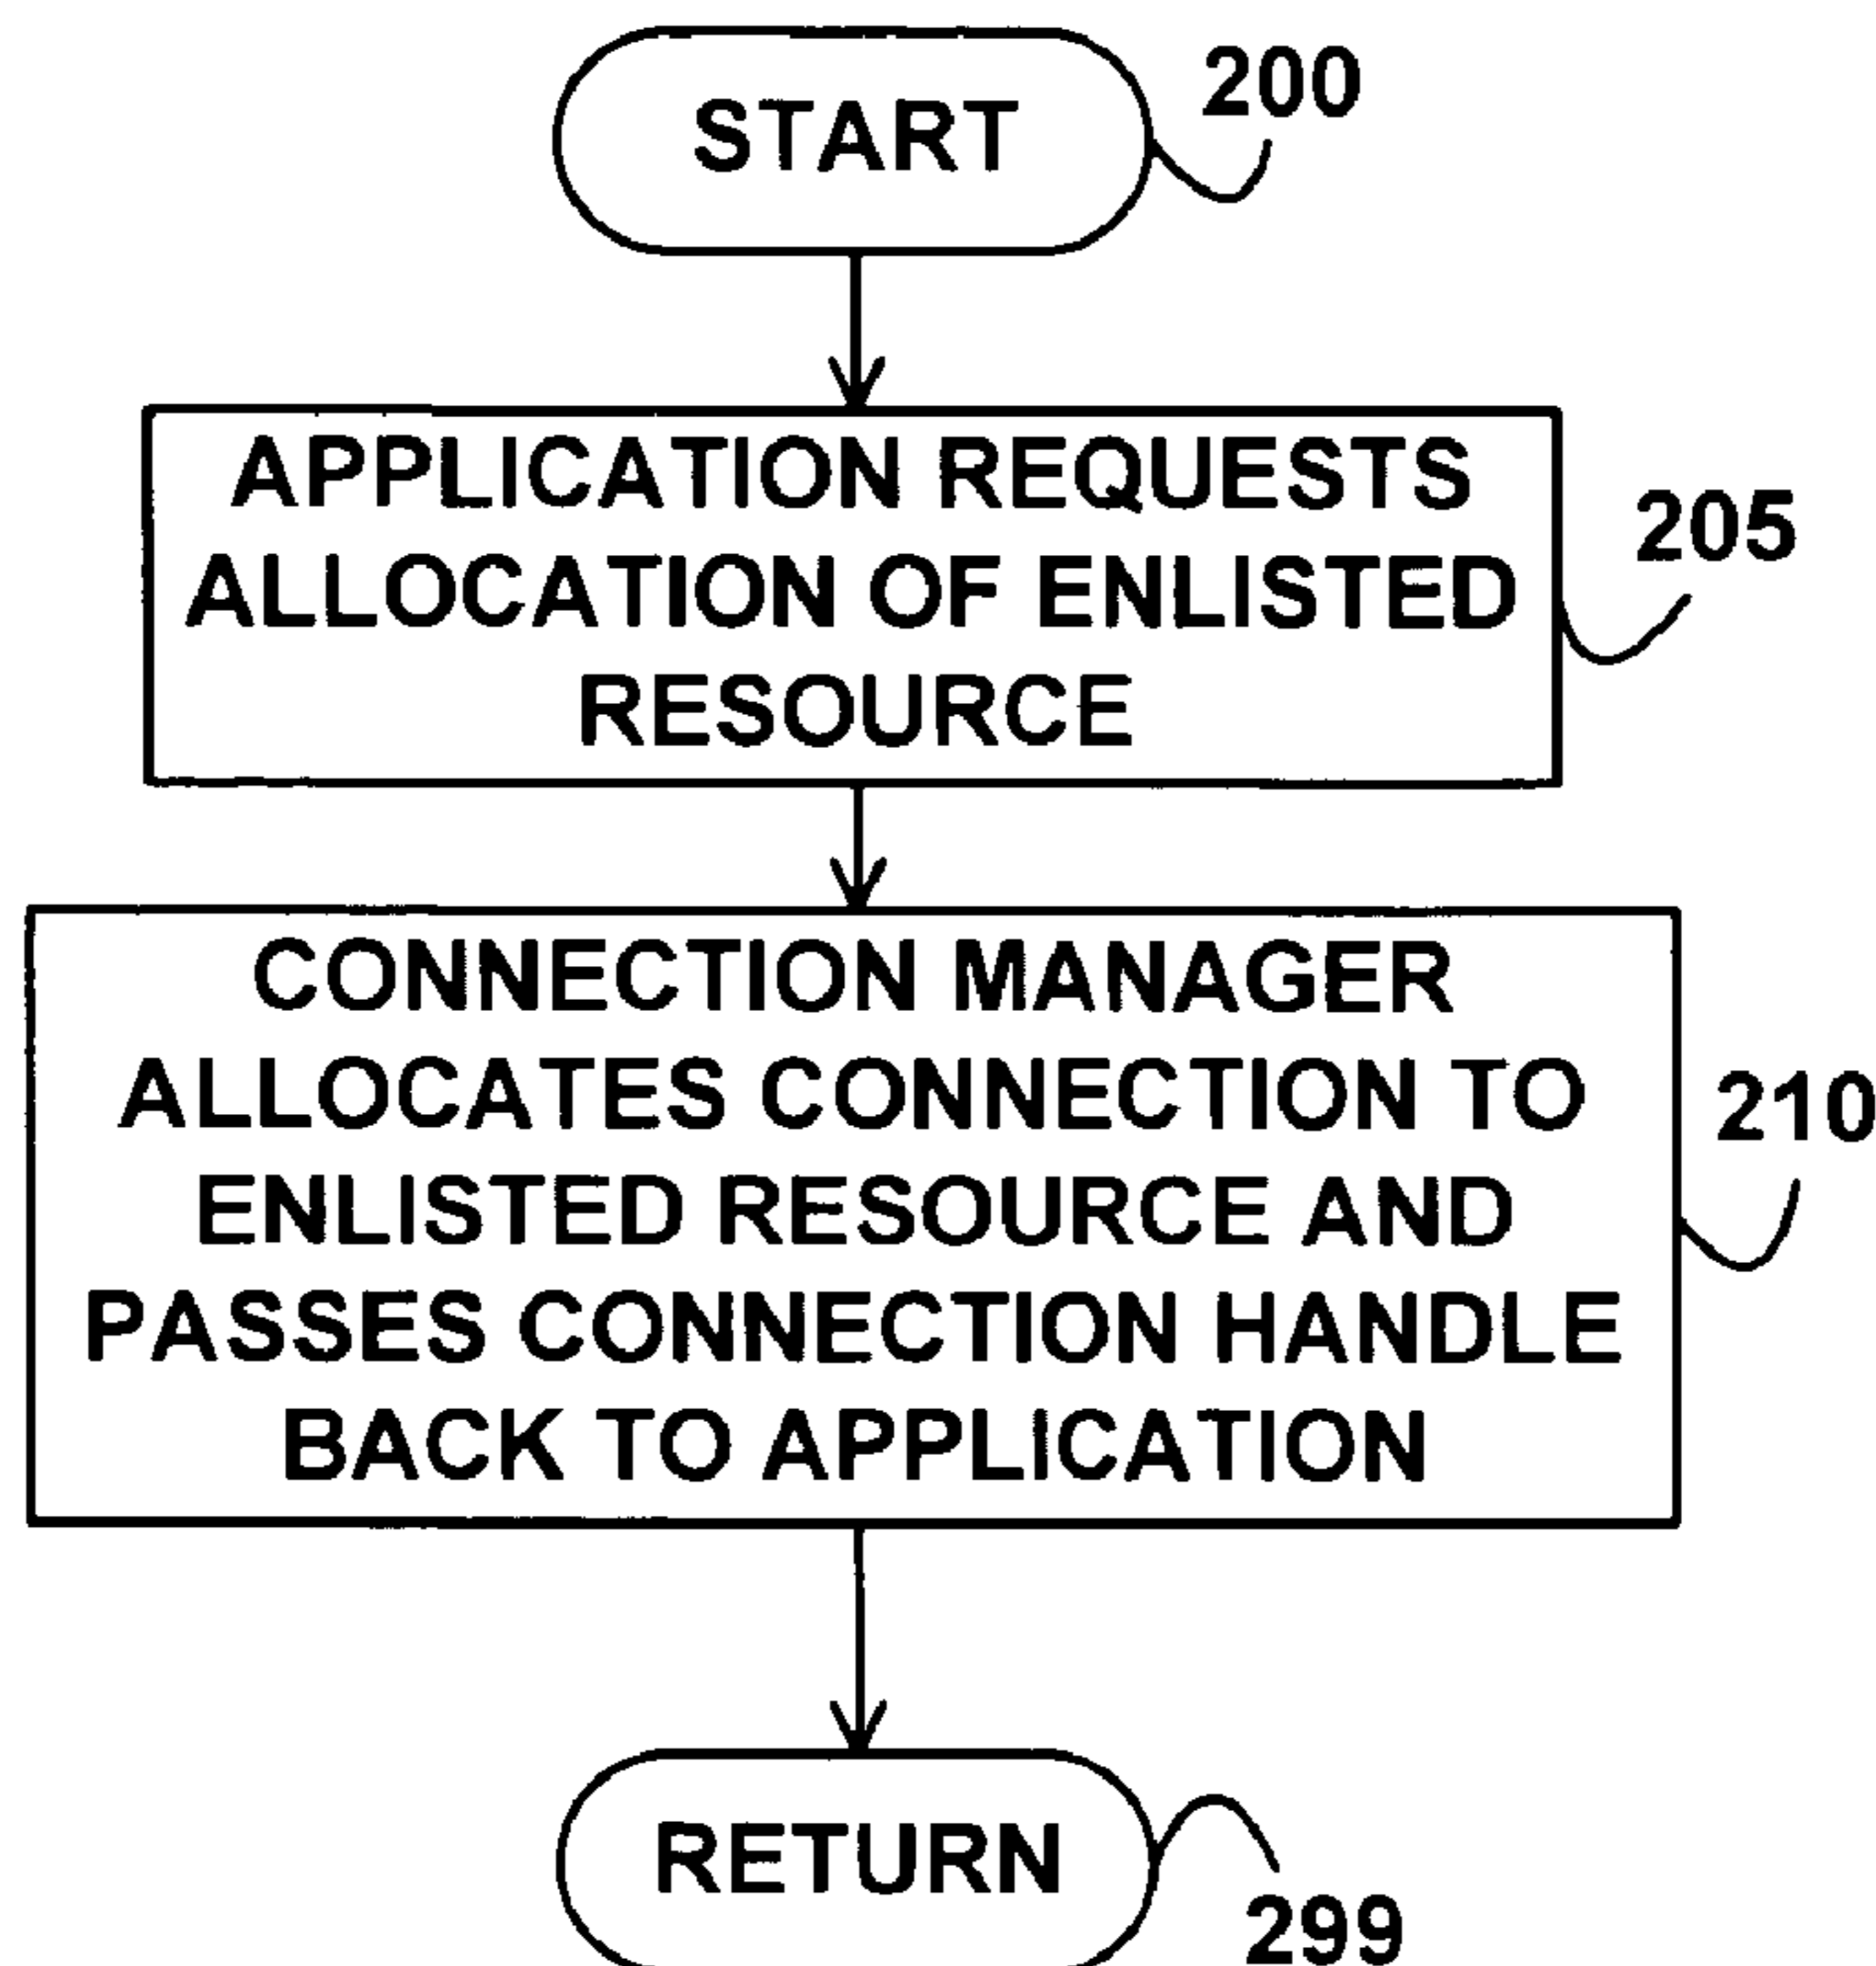 START
200
APPLICATION REQUESTS
ALLOCATION OF ENLISTED
RESOURCE
205
CONNECTION MANAGER
ALLOCATES CONNECTION TO
ENLISTED RESOURCE AND
PASSES CONNECTION HANDLE
BACK TO APPLICATION
210
RETURN
299